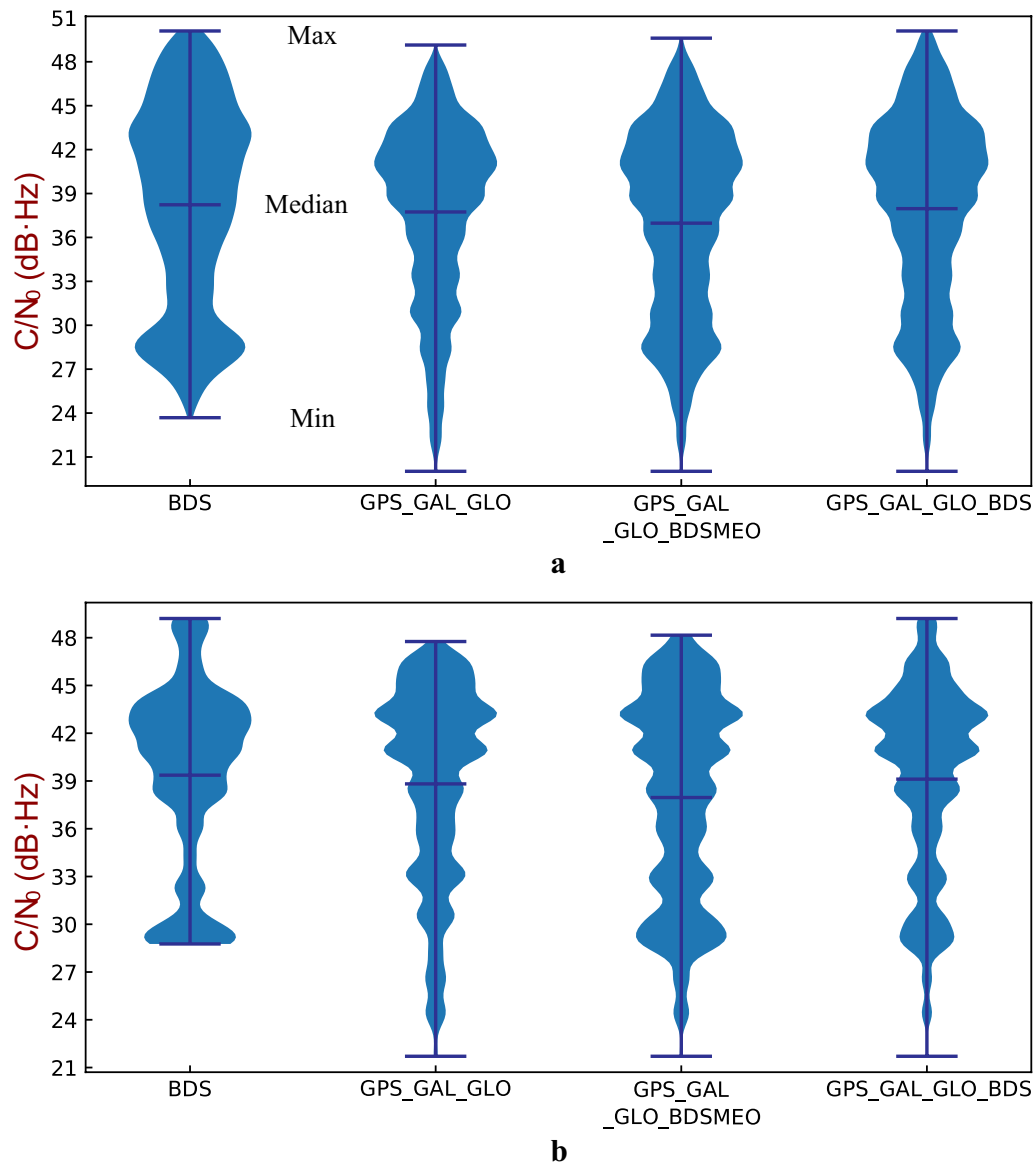 51
48
45
42
39
36
33
30
27
24
21
C/N₀ (dB·Hz)
Max
Median
Min
BDS
GPS_GAL_GLO
GPS_GAL
_GLO_BDSMEO
GPS_GAL_GLO_BDS
a
48
45
42
39
36
33
30
27
24
21
C/N₀ (dB·Hz)
BDS
GPS_GAL_GLO
GPS_GAL
_GLO_BDSMEO
GPS_GAL_GLO_BDS
b